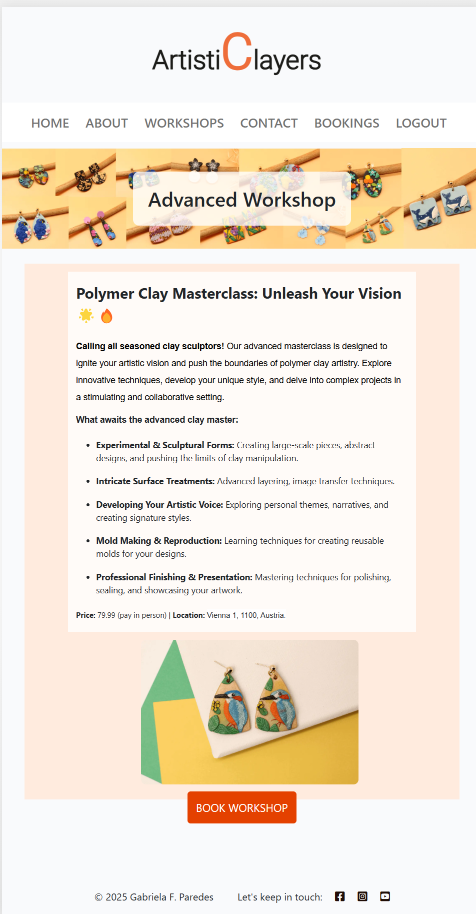 ArtistiClayers
HOME ABOUT WORKSHOPS CONTACT BOOKINGS LOGOUT
Advanced Workshop
Polymer Clay Masterclass: Unleash Your Vision
🌟 🔥
Calling all seasoned clay sculptors! Our advanced masterclass is designed to
ignite your artistic vision and push the boundaries of polymer clay artistry. Explore
innovative techniques, develop your unique style, and delve into complex projects in
a stimulating and collaborative setting.
What awaits the advanced clay master:
• Experimental & Sculptural Forms: Creating large-scale pieces, abstract
designs, and pushing the limits of clay manipulation.
• Intricate Surface Treatments: Advanced layering, image transfer techniques.
• Developing Your Artistic Voice: Exploring personal themes, narratives, and
creating signature styles.
• Mold Making & Reproduction: Learning techniques for creating reusable
molds for your designs.
• Professional Finishing & Presentation: Mastering techniques for polishing,
sealing, and showcasing your artwork.
Price: 79.99 (pay in person) | Location: Vienna 1, 1100, Austria.
BOOK WORKSHOP
© 2025 Gabriela F. Paredes Let's keep in touch: